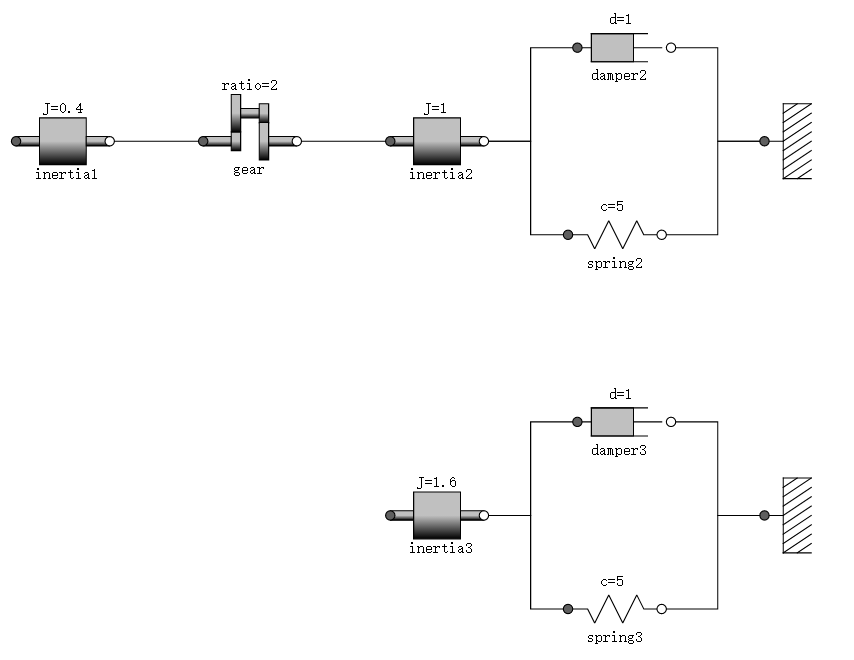 d=1
damper2
ratio=2
J=0.4
J=1
gear
inertia1
inertia2
c=5
spring2
d=1
damper3
J=1.6
inertia3
c=5
spring3